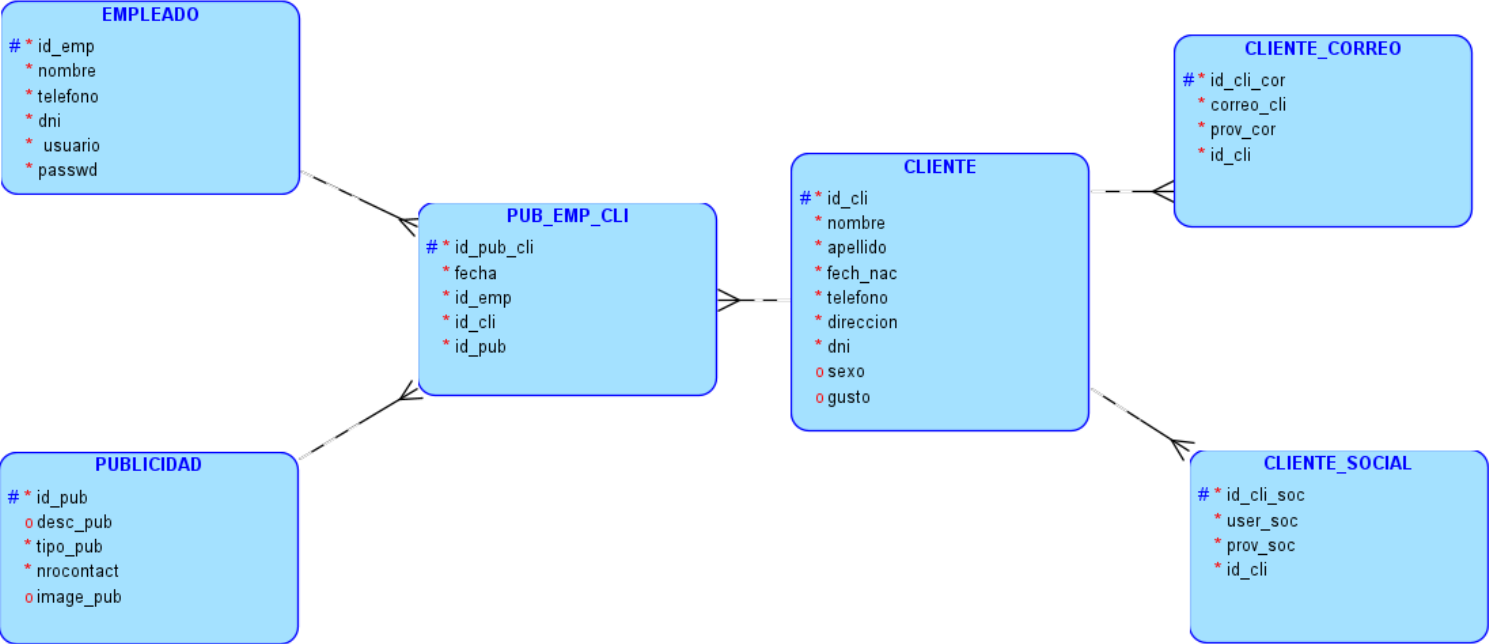 EMPLEADO
# * id_emp
* nombre
* telefono
* dni
* usuario
* passwd
PUB_EMP_CLI
# * id_pub_cli
* fecha
* id_emp
* id_cli
* id_pub
PUBLICIDAD
# * id_pub
o desc_pub
* tipo_pub
* nrocontact
o image_pub
CLIENTE
# * id_cli
* nombre
* apellido
* fech_nac
* telefono
* direccion
* dni
o sexo
o gusto
CLIENTE_CORREO
# * id_cli_cor
* correo_cli
* prov_cor
* id_cli
CLIENTE_SOCIAL
# * id_cli_soc
* user_soc
* prov_soc
* id_cli